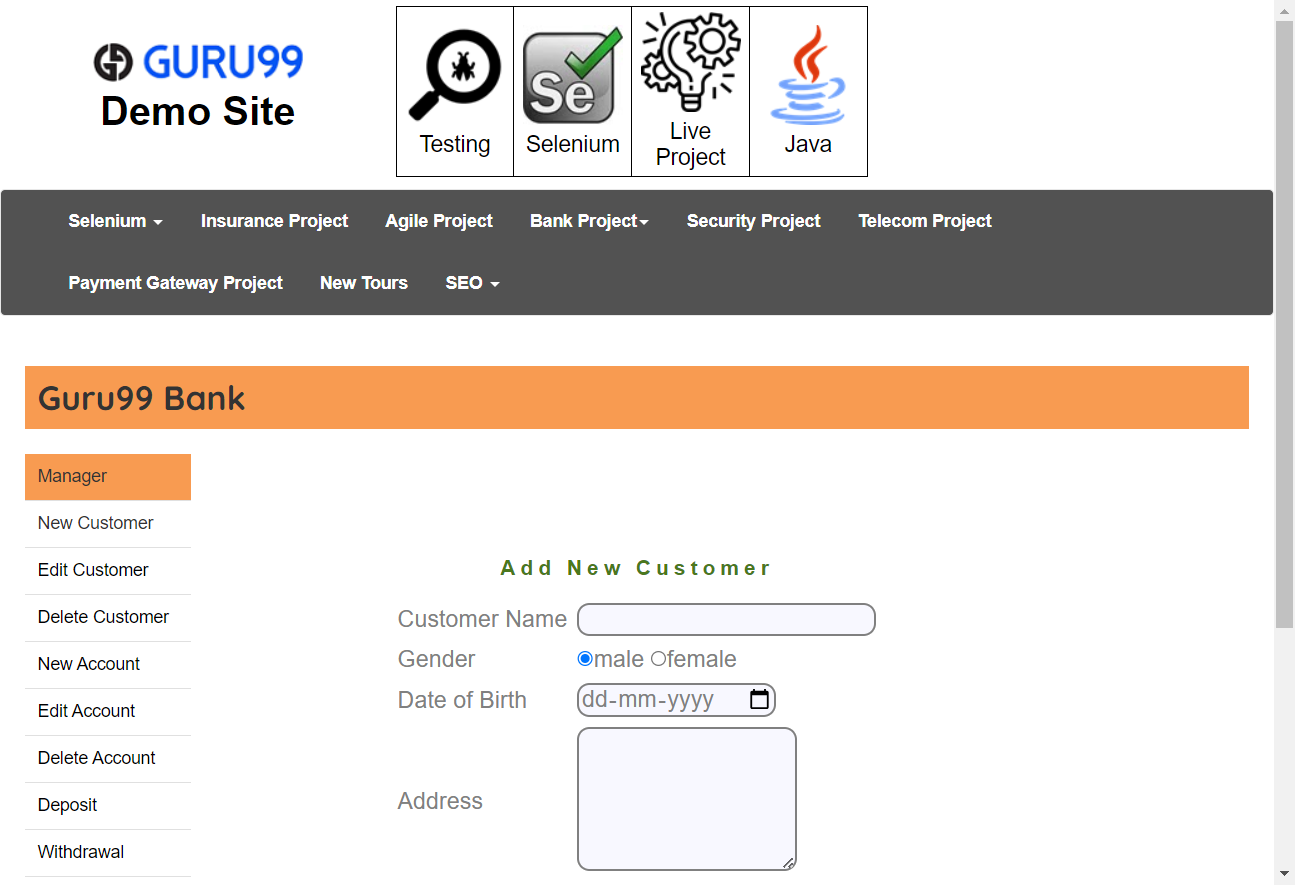 GURU99
Demo Site
Testing
Se
Selenium
Live
Project
Java
Selenium Insurance Project Agile Project Bank Project Security Project Telecom Project
Payment Gateway Project New Tours SEO
Guru99 Bank
Manager
New Customer
Edit Customer
Delete Customer
New Account
Edit Account
Delete Account
Deposit
Withdrawal
Add New Customer
Customer Name
Gender male female
Date of Birth dd-mm-yyyy
Address